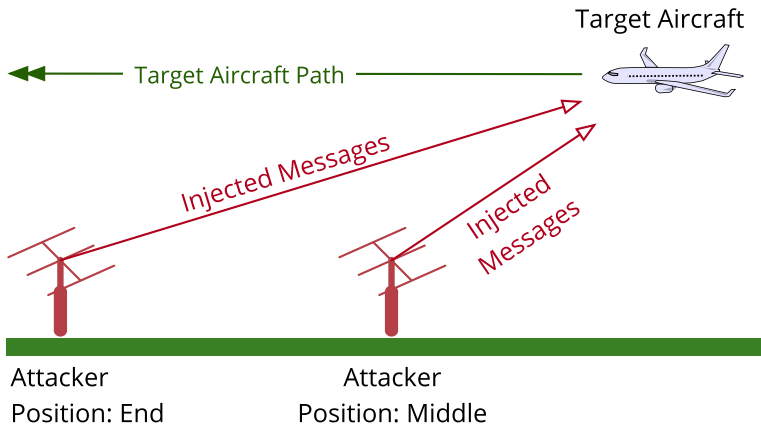 Target Aircraft
Target Aircraft Path
Injected Messages
Injected
Messages
Attacker
Position: End
Attacker
Position: Middle